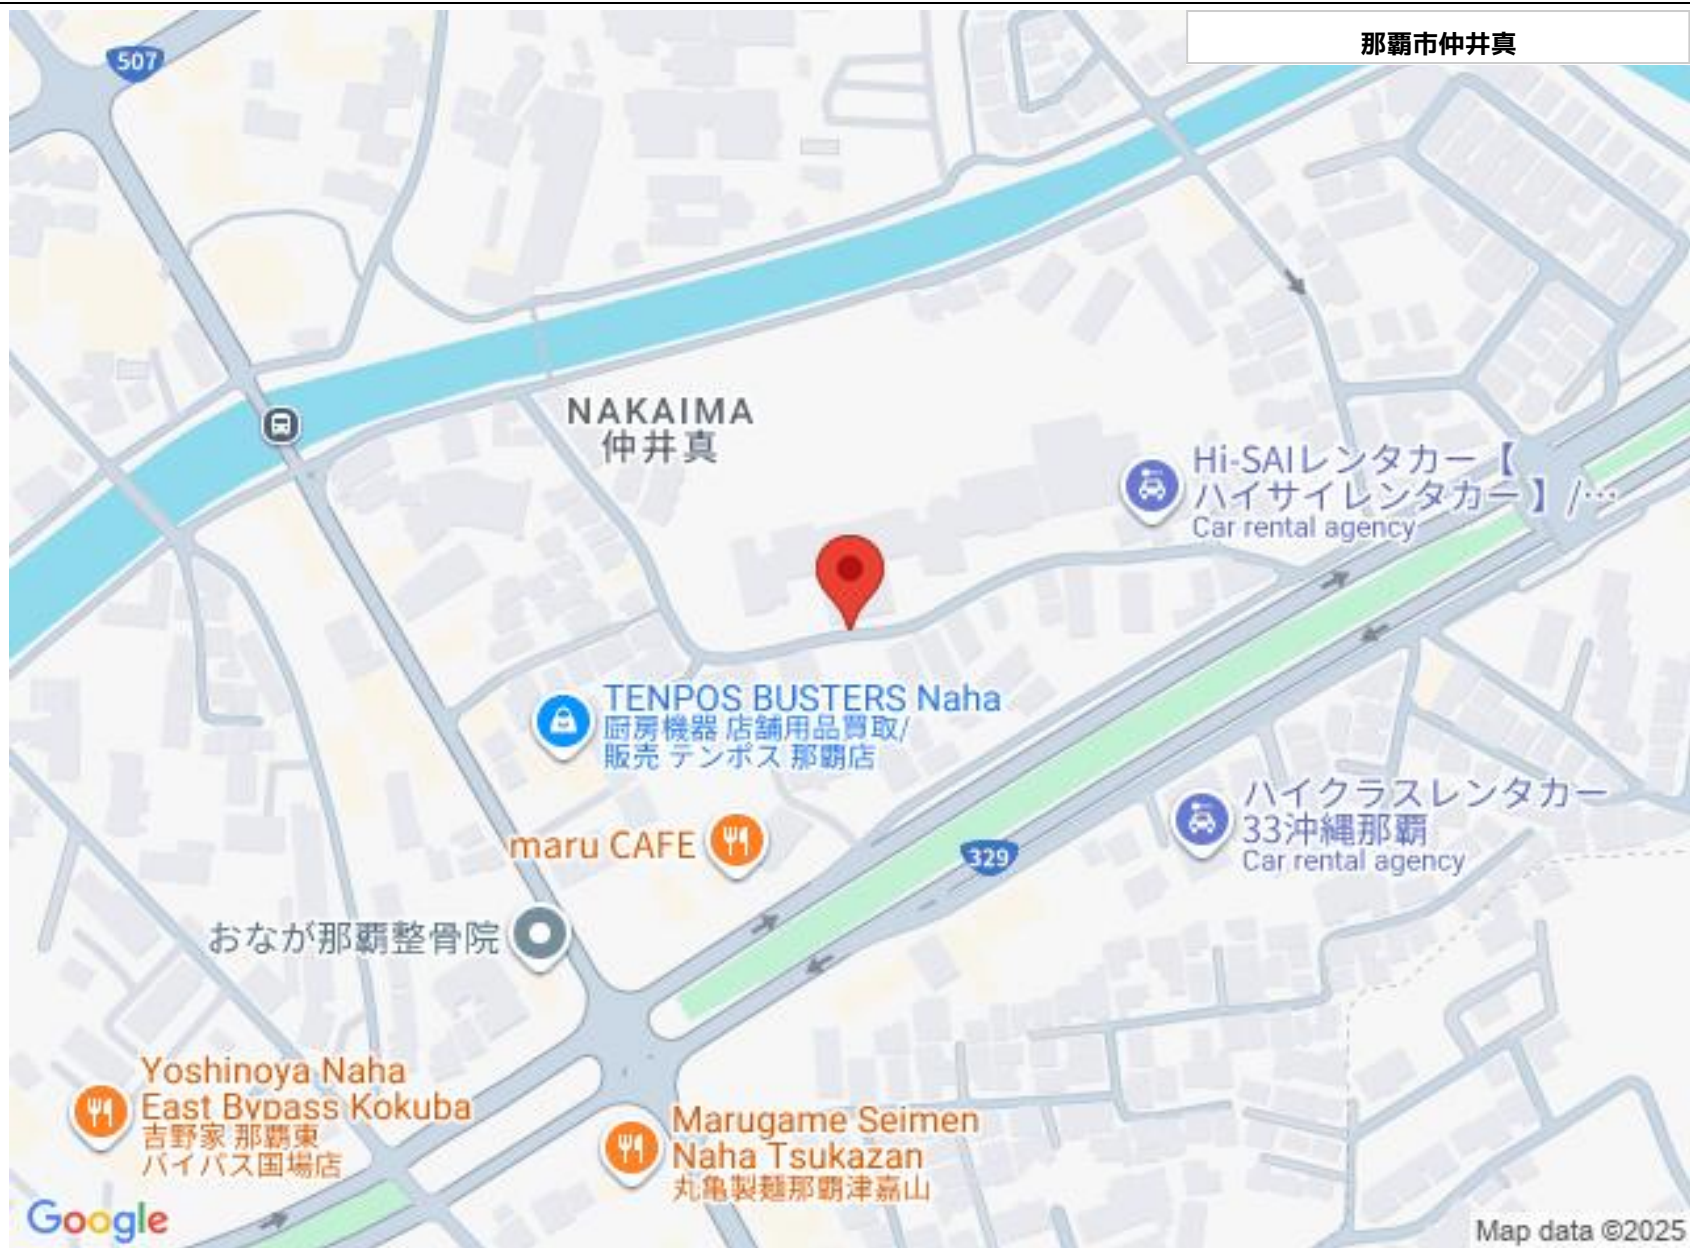 507
那覇市仲井真
NAKAIMA
仲井真
Hi-SAIレンタカー【
ハイサイレンタカー】/…
Car rental agency
TENPOS BUSTERS Naha
厨房機器 店舗用品買取/
販売 テンポス 那覇店
ハイクラスレンタカー
33沖縄那覇
Car rental agency
maru CAFE
329
おなが那覇整骨院
Yoshinoya Naha
East Bypass Kokuba
吉野家 那覇東
バイパス国場店
Marugame Seimen
Naha Tsukazan
丸亀製麺那覇津嘉山
Google
Map data ©2025